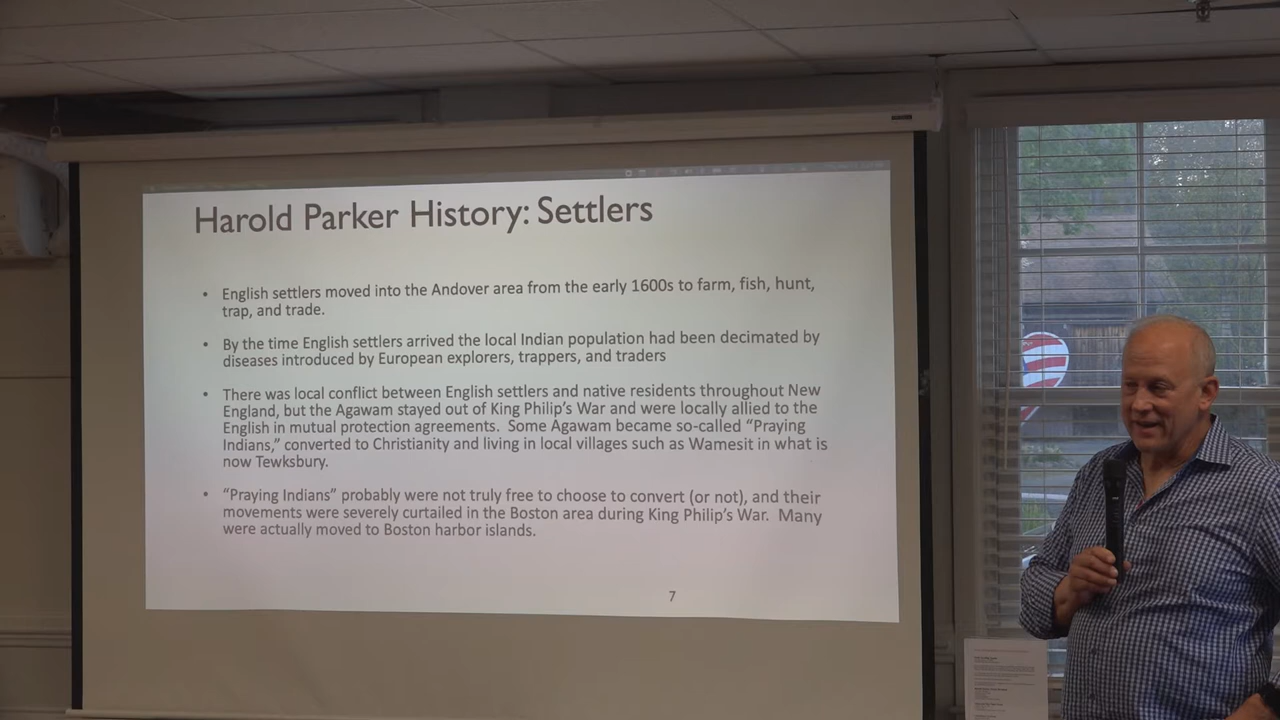 Harold Parker History: Settlers
• English settlers moved into the Andover area from the early 1600s to farm, fish, hunt,
trap, and trade.
• By the time English settlers arrived the local Indian population had been decimated by
diseases introduced by European explorers, trappers, and traders
• There was local conflict between English settlers and native residents throughout New
England, but the Agawam stayed out of King Philip's War and were locally allied to the
English in mutual protection agreements. Some Agawam became so-called “Praying
Indians,” converted to Christianity and living in local villages such as Wamesit in what is
now Tewksbury.
• “Praying Indians” probably were not truly free to choose to convert (or not), and their
movements were severely curtailed in the Boston area during King Philip's War. Many
were actually moved to Boston harbor islands.
7